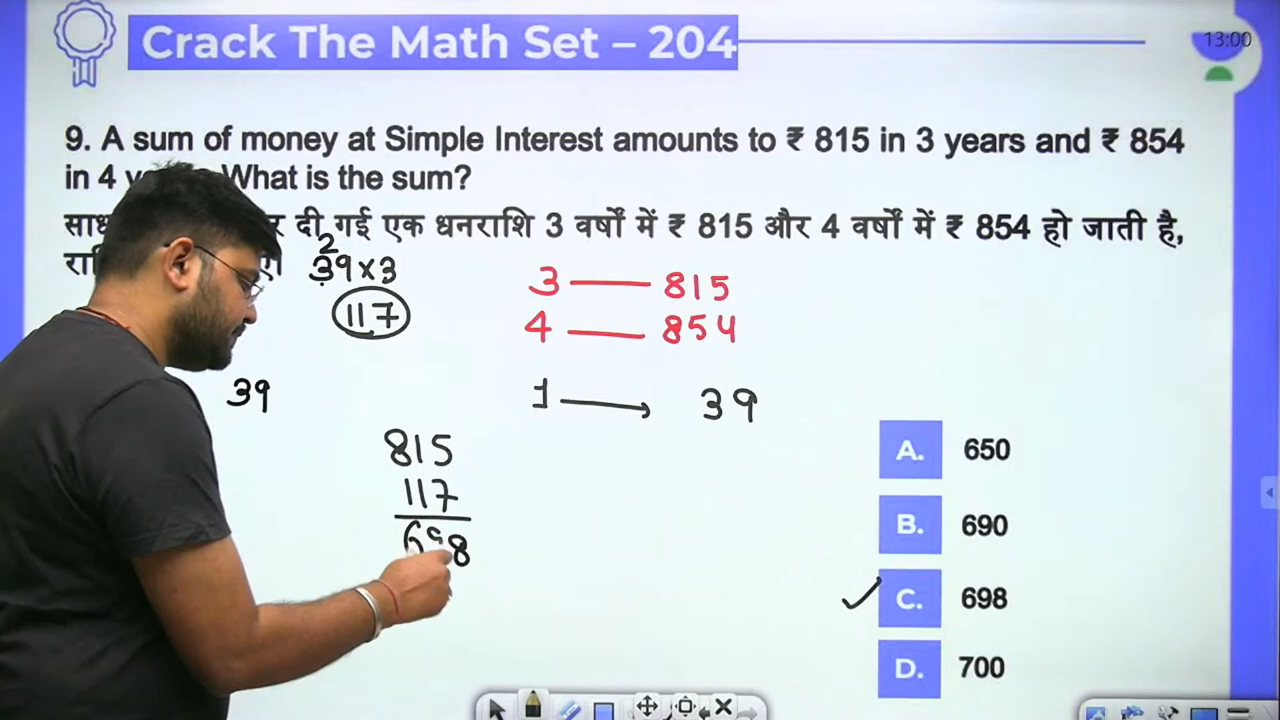 Crack The Math Set – 204
13:00
9. A sum of money at Simple Interest amounts to ₹ 815 in 3 years and ₹ 854
in 4 What is the sum?
दी गई एक धनराशि 3 वर्षों में ₹ 815 और 4 वर्षों में ₹ 854 हो जाती है,
2
39×3
117
3 — 815
4 — 854
39
1 → 39
815
117
698
A. 650
B. 690
C. 698
D. 700